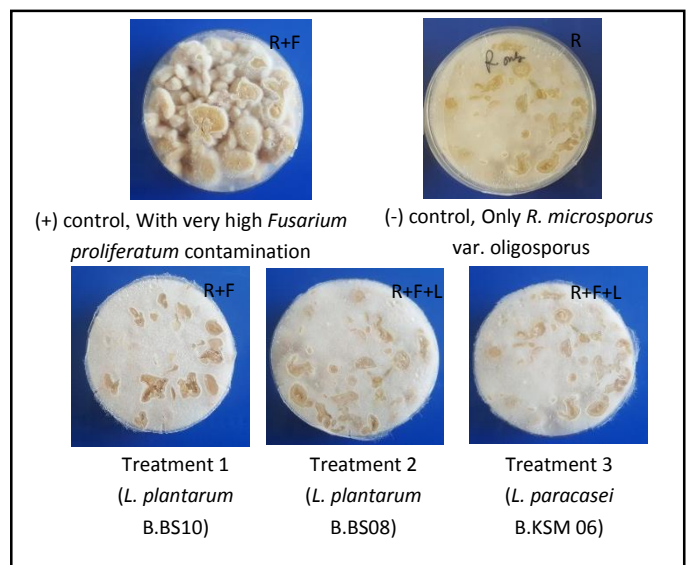 R+F
R
R only
(+) control, With very high Fusarium
proliferatum contamination
(-) control, Only R. microsporus
var. oligosporus
R+F
R+F+L
R+F+L
Treatment 1
(L. plantarum
B.BS10)
Treatment 2
(L. plantarum
B.BS08)
Treatment 3
(L. paracasei
B.KSM 06)